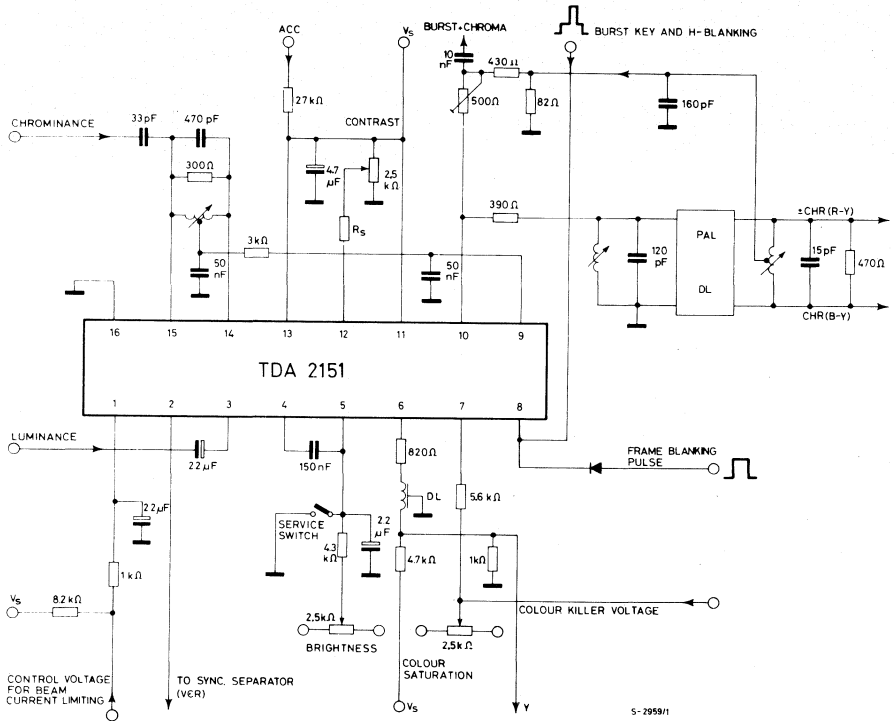 ACC
Vs
BURST+CHROMA
BURST KEY AND H-BLANKING
10
nF
430Ω
500Ω
82Ω
160pF
27kΩ
CONTRAST
33pF
470 pF
CHROMINANCE
300Ω
4.7
µF
2,5
kΩ
Rs
3kΩ
50
nF
50
nF
390Ω
±CHR(R-Y)
PAL
DL
120
pF
15pF
470Ω
CHR(B-Y)
16 15 14 13 12 11 10 9
TDA 2151
1 2 3 4 5 6 7 8
LUMINANCE
22µF
150nF
820Ω
FRAME BLANKING
PULSE
DL
5.6kΩ
22µF
SERVICE
SWITCH
2.2
µF
4.3
kΩ
4.7kΩ
1kΩ
1kΩ
Vs
8.2kΩ
COLOUR KILLER VOLTAGE
2,5kΩ
BRIGHTNESS
2,5kΩ
COLOUR
SATURATION
CONTROL VOLTAGE
FOR BEAM
CURRENT LIMITING
TO SYNC. SEPARATOR
(VCR)
Vs
Y
S-2959/1